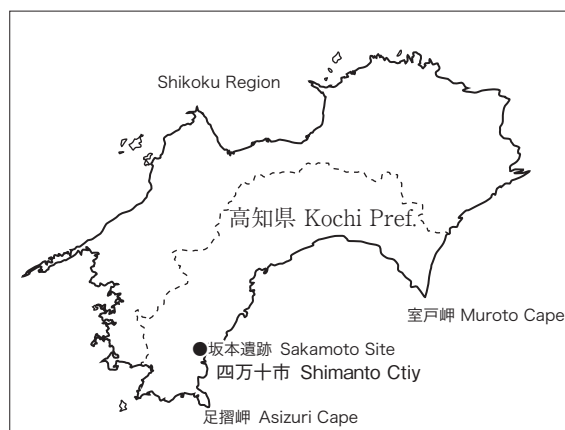 Shikoku Region
高知県 Kochi Pref.
室戸岬 Muroto Cape
坂本遺跡 Sakamoto Site
四万十市 Shimanto Ctiy
足摺岬 Asizuri Cape